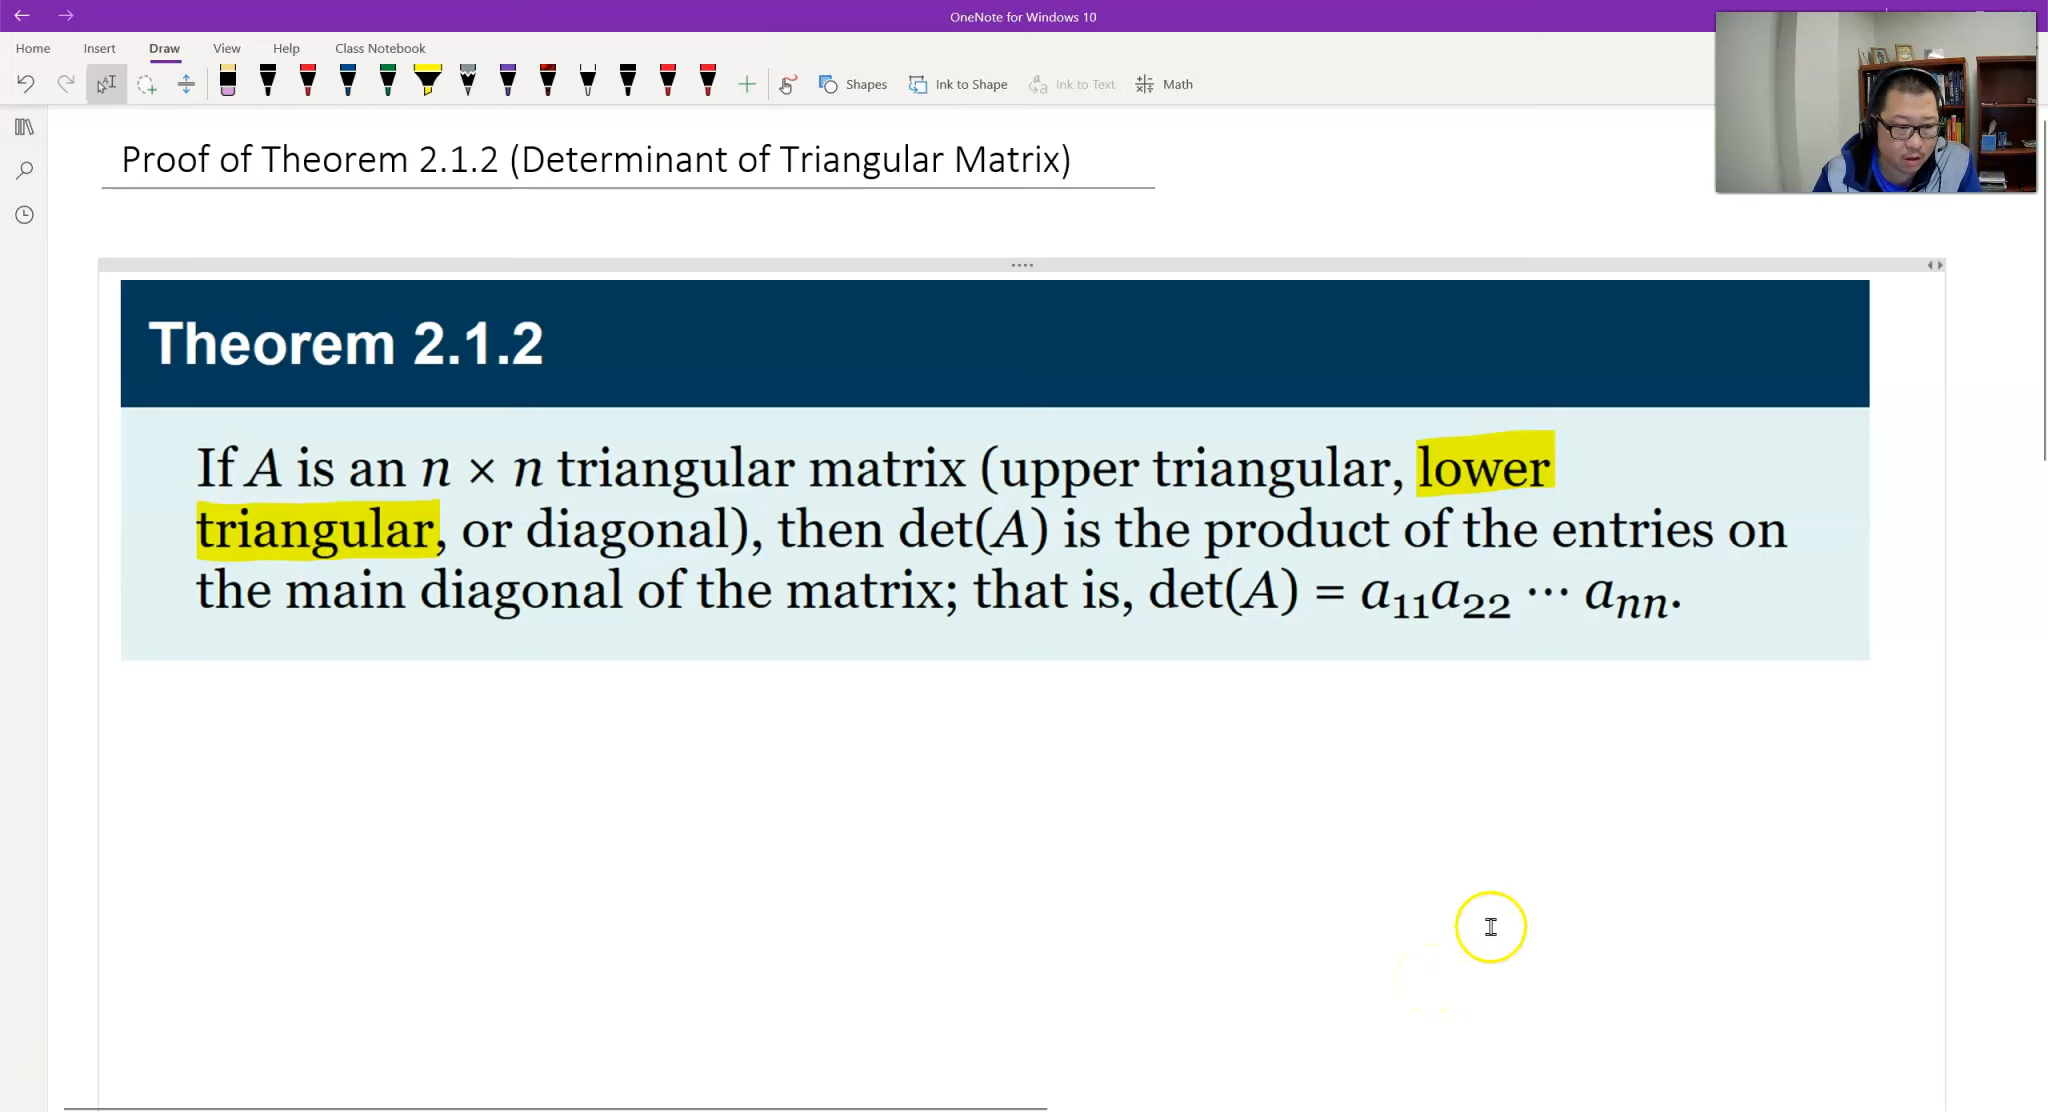 OneNote for Windows 10
Home Insert Draw View Help Class Notebook
Shapes Ink to Shape Ink to Text Math
Proof of Theorem 2.1.2 (Determinant of Triangular Matrix)
Theorem 2.1.2
If A is an n × n triangular matrix (upper triangular, lower
triangular, or diagonal), then det(A) is the product of the entries on
the main diagonal of the matrix; that is, det(A) = a₁₁a₂₂ ⋯ aₙₙ.